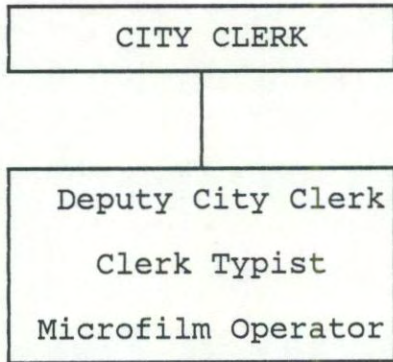 CITY CLERK
Deputy City Clerk
Clerk Typist
Microfilm Operator